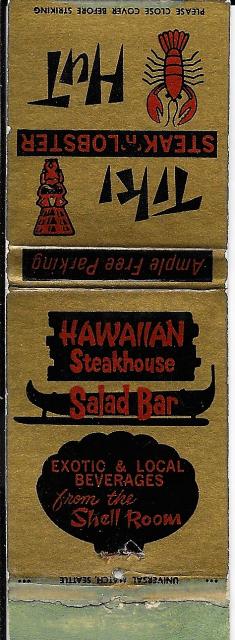 PLEASE CLOSE COVER BEFORE STRIKING
Tiki
STEAK 'n LOBSTER
Hut
Ample Free Parking
HAWAIIAN
Steakhouse
Salad Bar
EXOTIC & LOCAL
BEVERAGES
from the
Shell Room
UNIVERSAL MATCH, SEATTLE